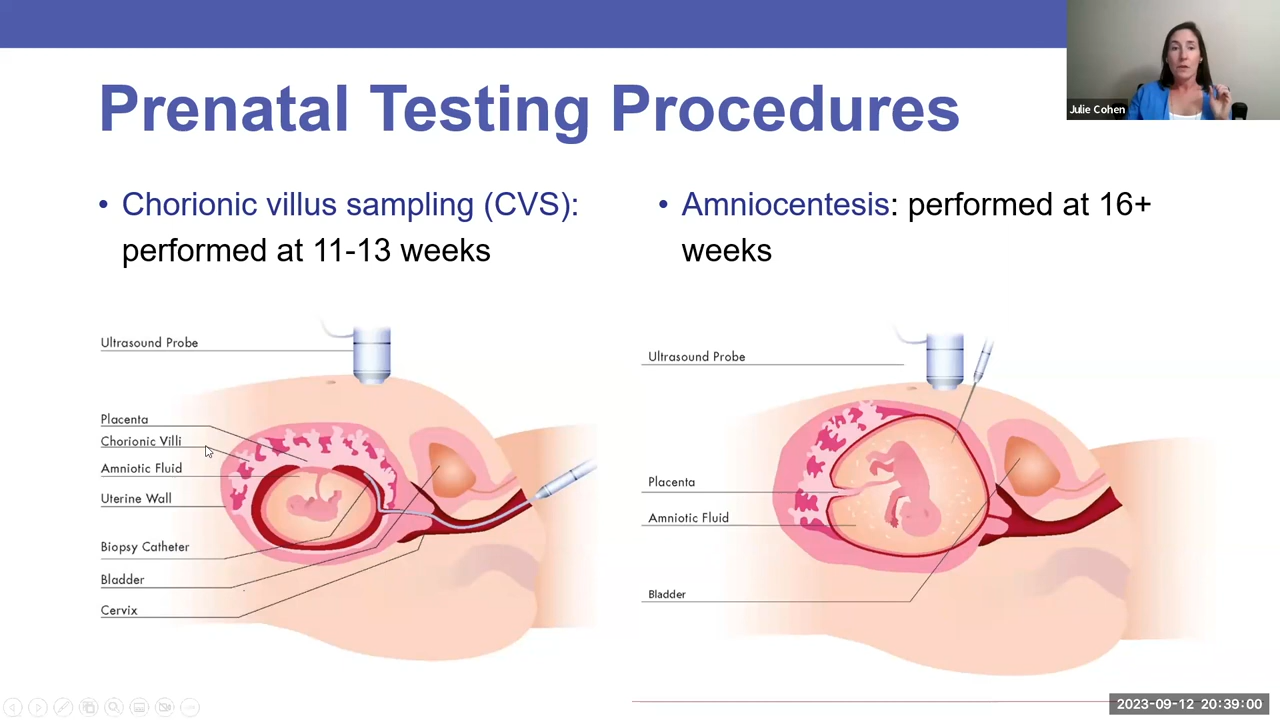 Julie Cohen
Prenatal Testing Procedures
• Chorionic villus sampling (CVS):
performed at 11-13 weeks
Ultrasound Probe
Placenta
Chorionic Villi
Amniotic Fluid
Uterine Wall
Biopsy Catheter
Bladder
Cervix
• Amniocentesis: performed at 16+
weeks
Ultrasound Probe
Placenta
Amniotic Fluid
Bladder
2023-09-12 20:39:00